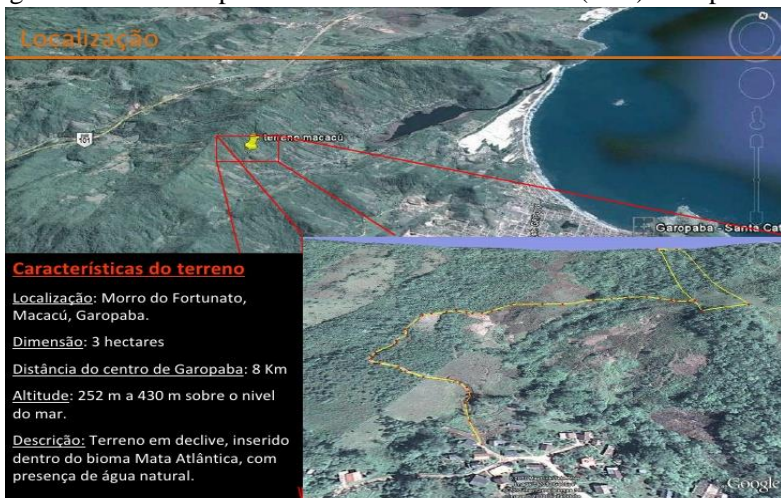 Localização
terreno macacú
101
Garopaba - Santa Cat
Características do terreno
Localização: Morro do Fortunato,
Macacú, Garopaba.
Dimensão: 3 hectares
Distância do centro de Garopaba: 8 Km
Altitude: 252 m a 430 m sobre o nivel
do mar.
Descrição: Terreno em declive, inserido
dentro do bioma Mata Atlântica, com
presença de água natural.
Google